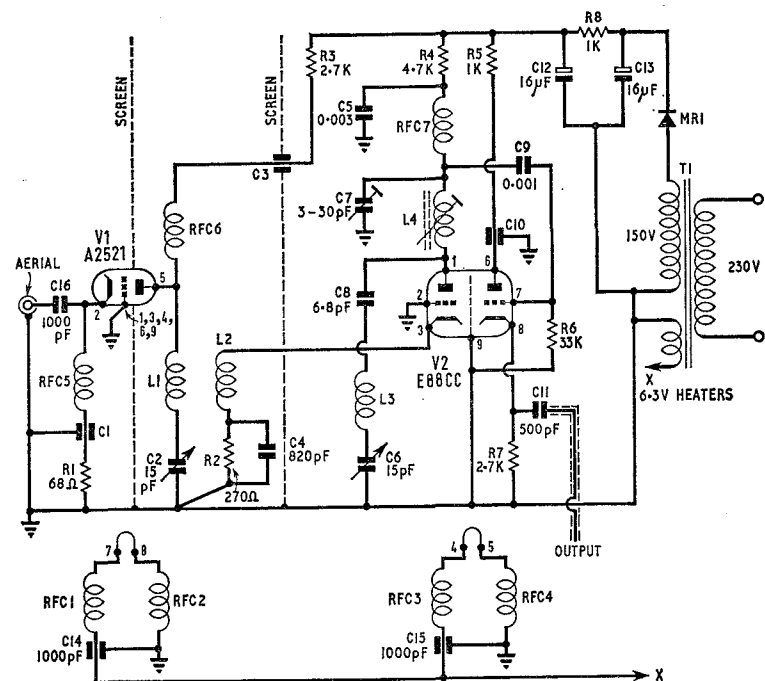 SCREEN
SCREEN
R3
2·7K
R4
4·7K
R5
1K
R8
1K
C12
16μF
C13
16μF
MR1
T1
150V
230V
C5
0·003
RFC7
C9
0·001
C3
RFC6
C7
3-30pF
L4
C10
V1
A2521
AERIAL
C16
1000
pF
2
5
1,3,4,
6,9
C8
6·8pF
1
6
2
7
3
8
9
V2
E88CC
R6
33K
X
6·3V HEATERS
RFC5
L1
L2
L3
C1
R1
68Ω
C2
15
pF
R2
270Ω
C4
820pF
C6
15pF
R7
2·7K
C11
500pF
OUTPUT
7
8
RFC1
RFC2
C14
1000pF
4
5
RFC3
RFC4
C15
1000pF
X